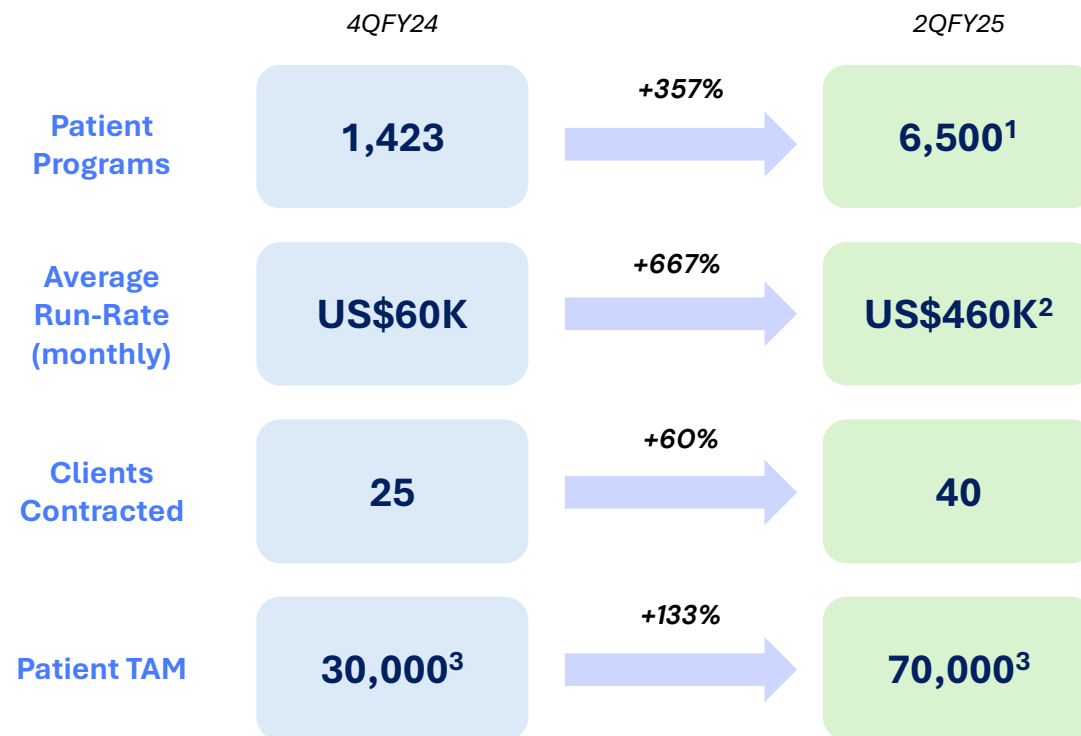 4QFY24
2QFY25
Patient
Programs
1,423
+357%
6,500¹
Average
Run-Rate
(monthly)
US$60K
+667%
US$460K²
Clients
Contracted
25
+60%
40
Patient TAM
30,000³
+133%
70,000³